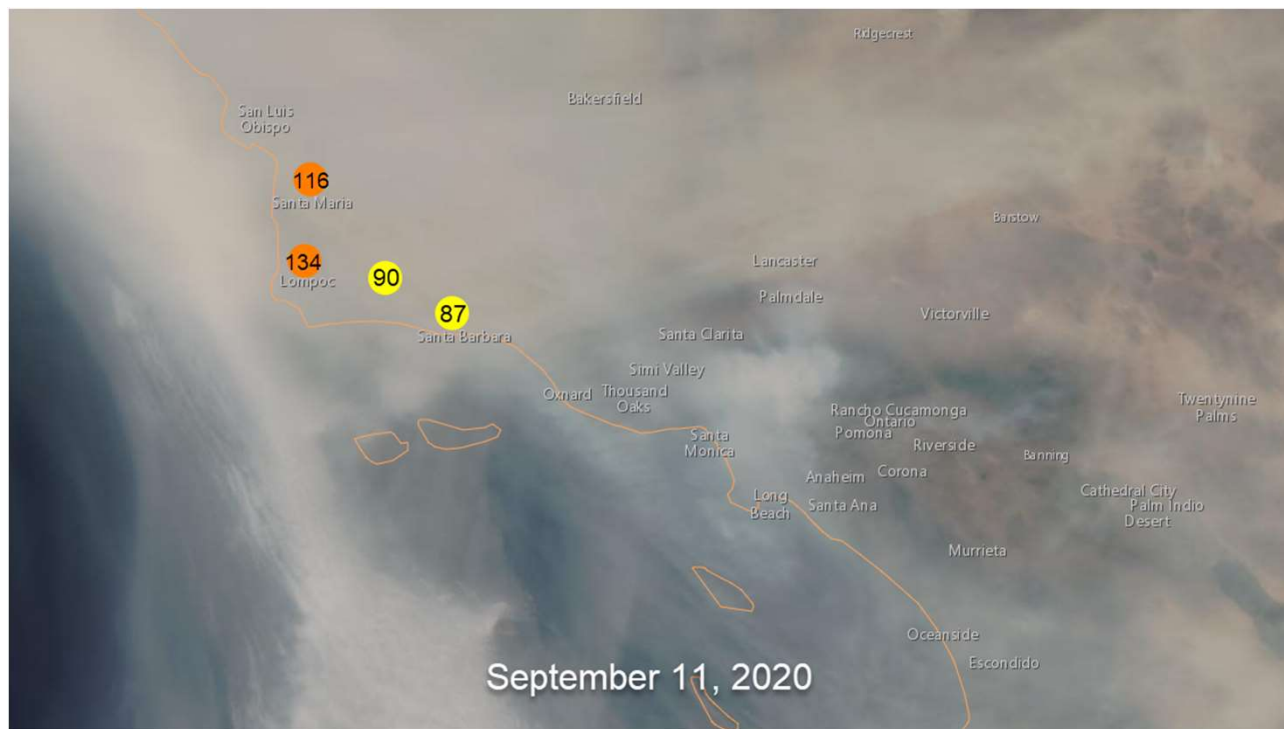 Ridgecrest
Bakersfield
San Luis
Obispo
116
Santa Maria
Barstow
134
Lompoc
90
Lancaster
Palmdale
87
Santa Barbara
Victorville
Santa Clarita
Simi Valley
Oxnard
Thousand
Oaks
Twentynine
Palms
Rancho Cucamonga
Ontario
Pomona
Santa
Monica
Riverside
Banning
Anaheim
Corona
Long
Beach
Santa Ana
Cathedral City
Palm Indio
Desert
Murrieta
Oceanside
Escondido
September 11, 2020